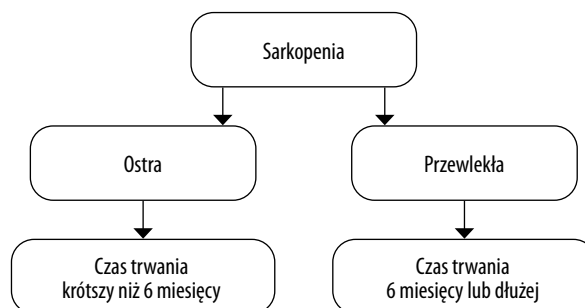 Sarkopenia
Ostra
Przewlekła
Czas trwania
krótszy niż 6 miesięcy
Czas trwania
6 miesięcy lub dłużej